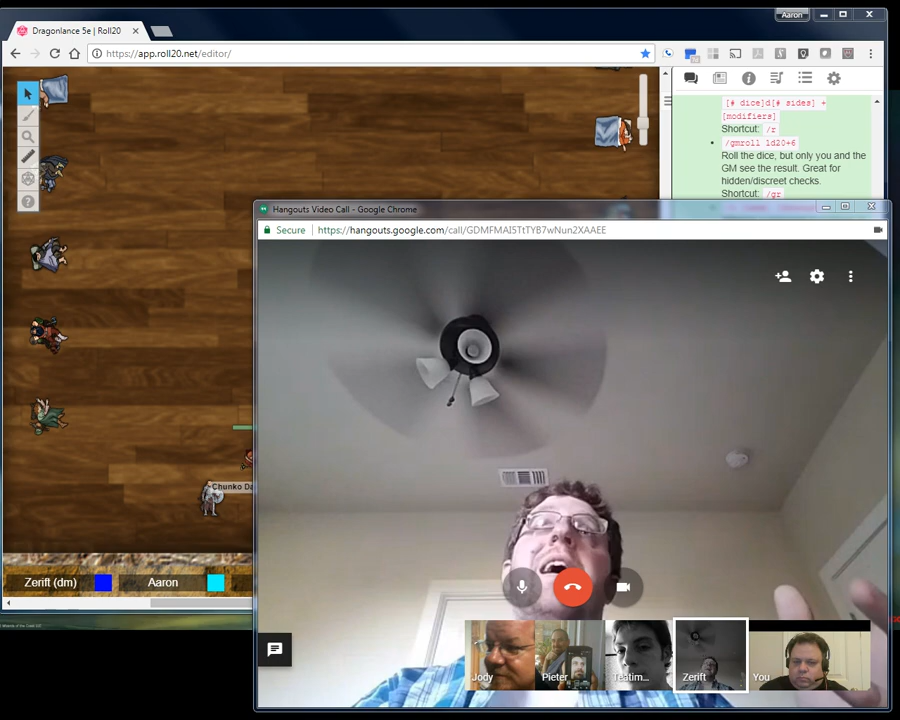 Aaron
Dragonlance 5e | Roll20
https://app.roll20.net/editor/
[# dice]d[# sides] +
[modifiers]
Shortcut: /r
/gmroll 1d20+6
Roll the dice, but only you and the
GM see the result. Great for
hidden/discreet checks.
Shortcut: /gr
Hangouts Video Call - Google Chrome
Secure
https://hangouts.google.com/call/GDMFMAI5TtTYB7wNun2XAAEE
Chunko Da
Zerift (dm)
Aaron
Jody
Pieter
Teatim...
Zerift
You